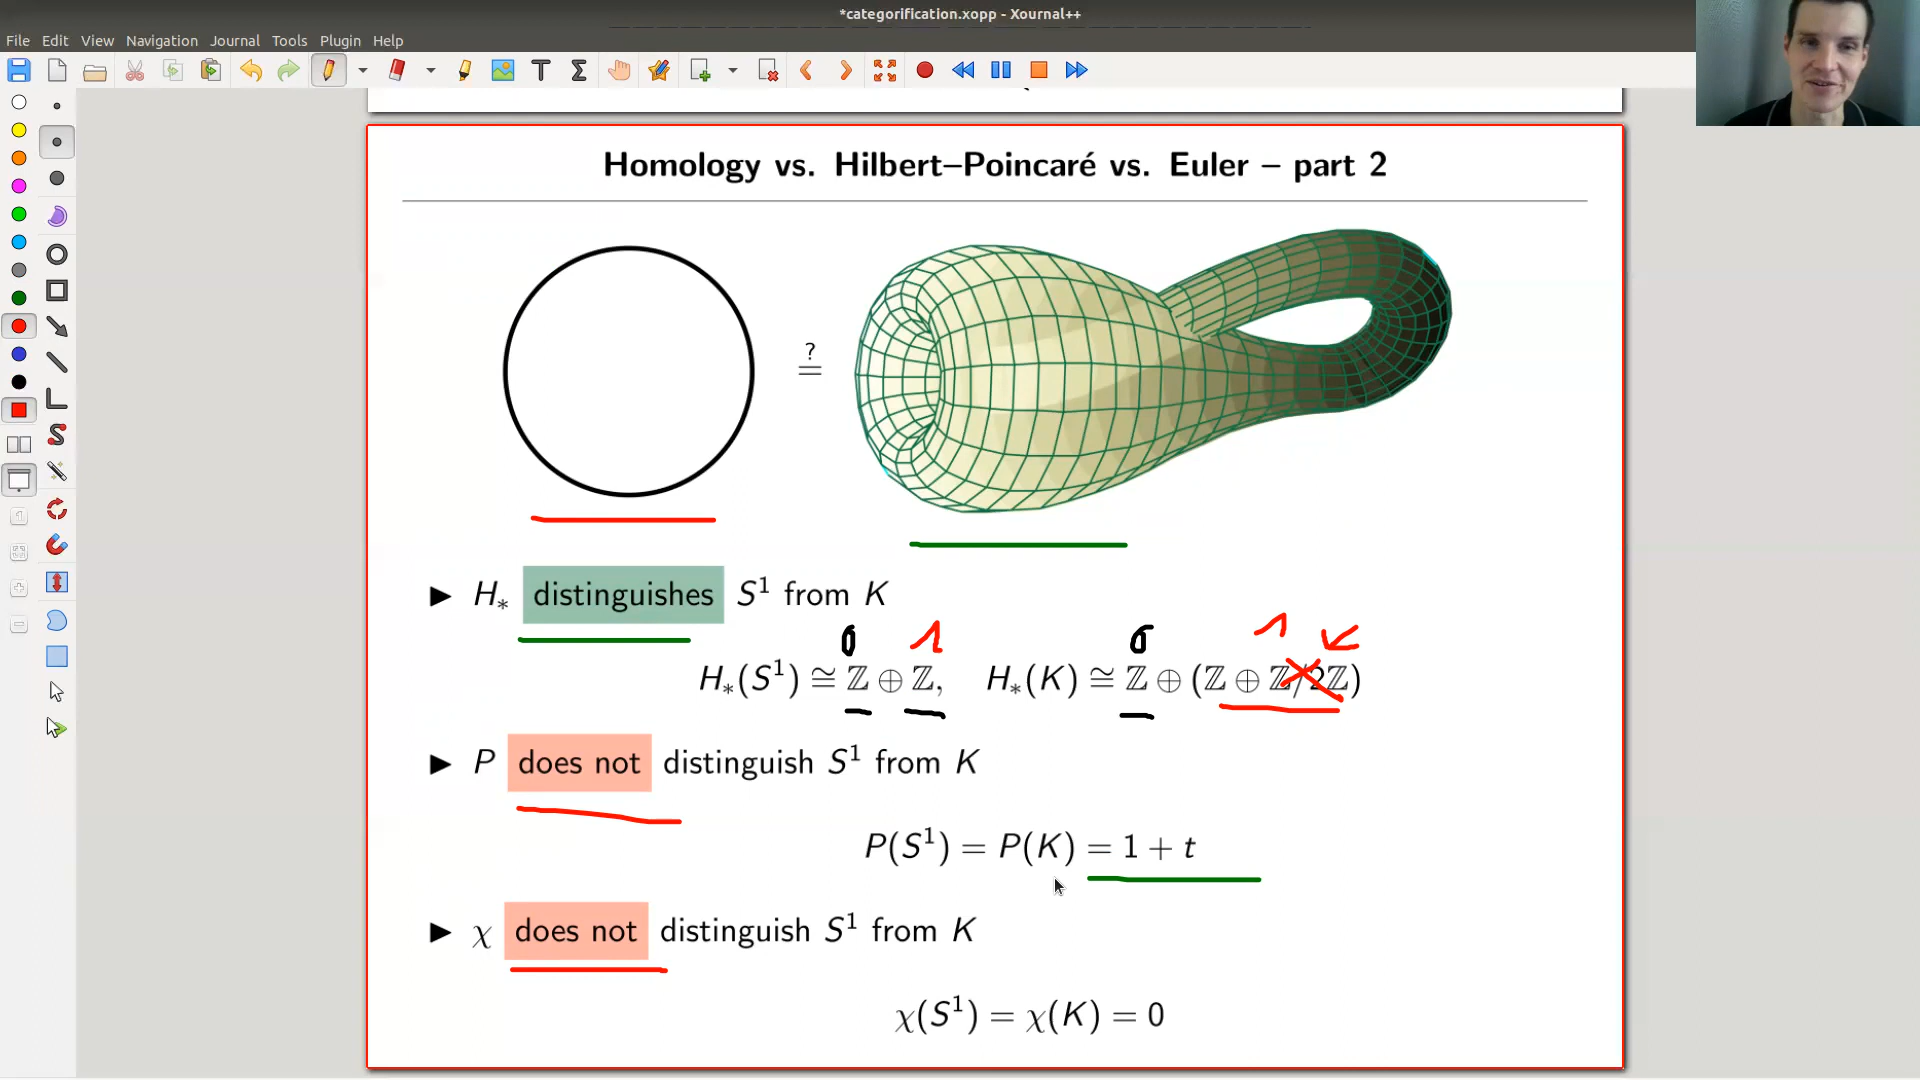 *categorification.xopp - Xournal++
File Edit View Navigation Journal Tools Plugin Help
Homology vs. Hilbert–Poincaré vs. Euler – part 2
?
=
▶ H∗ distinguishes S¹ from K
0 1 0 1
H∗(S¹) ≅ ℤ ⊕ ℤ, H∗(K) ≅ ℤ ⊕ (ℤ ⊕ ℤ/2ℤ)
▶ P does not distinguish S¹ from K
P(S¹) = P(K) = 1 + t
▶ χ does not distinguish S¹ from K
χ(S¹) = χ(K) = 0